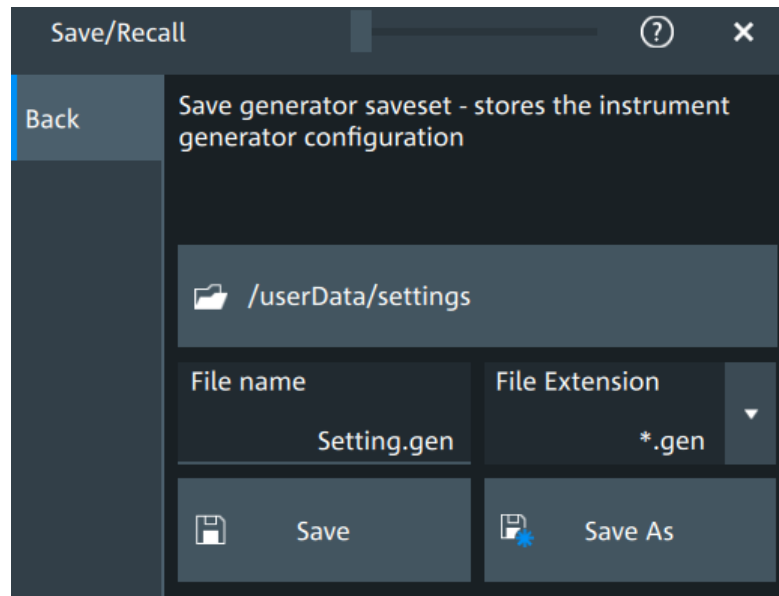 Save/Recall
?
Back
Save generator saveset - stores the instrument
generator configuration
/userData/settings
File name
File Extension
Setting.gen
*.gen
Save
Save As